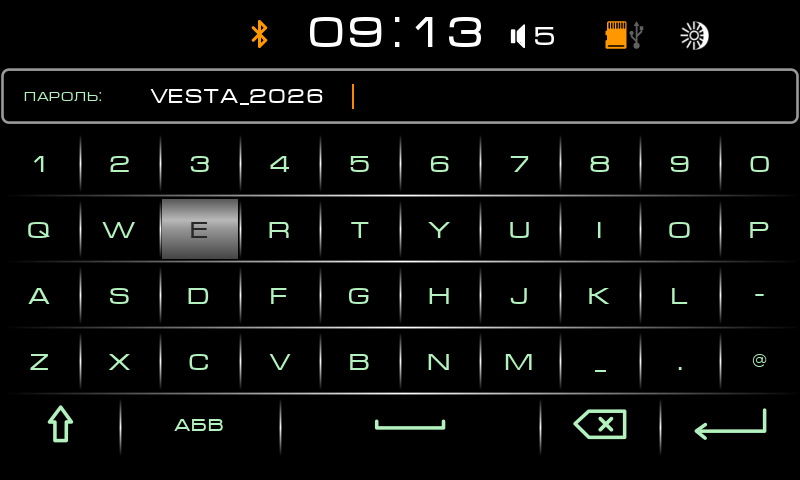 09:13 5
ПАРОЛЬ: VESTA_2026
1 2 3 4 5 6 7 8 9 0
Q W E R T Y U I O P
A S D F G H J K L -
Z X C V B N M _ . @
АБВ